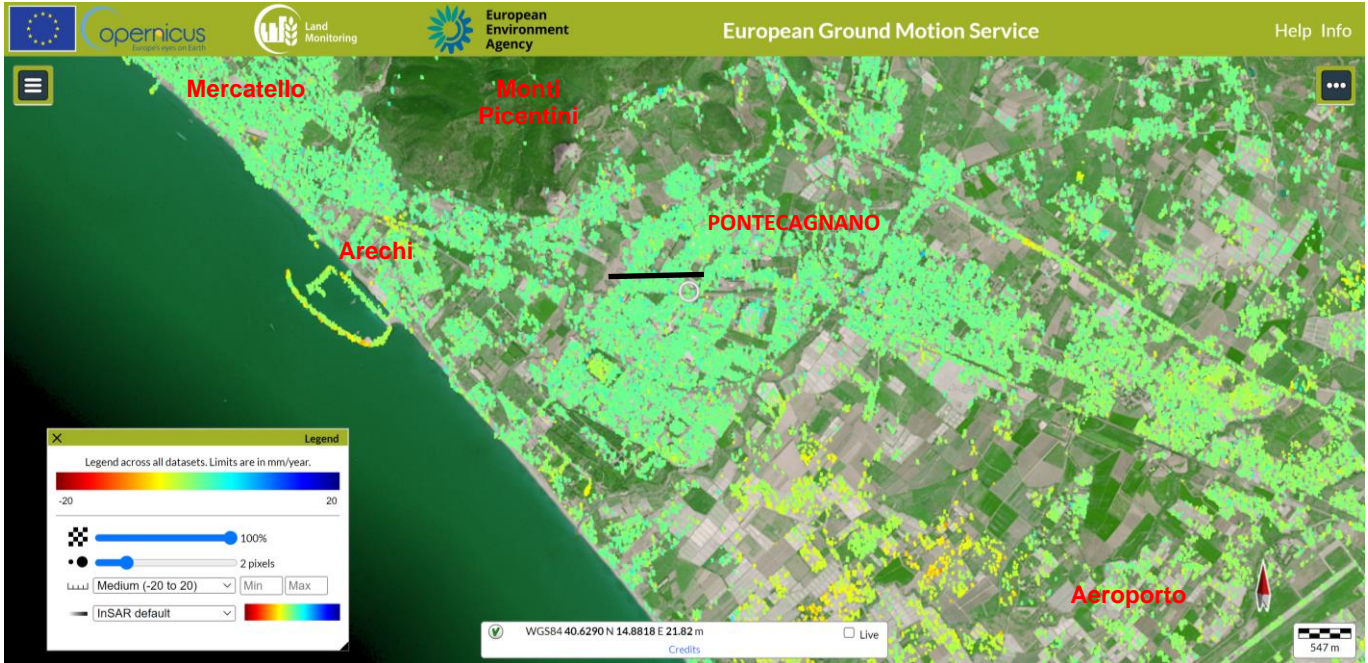 opernicus
Europe's eyes on Earth
Land
Monitoring
European
Environment
Agency
European Ground Motion Service
Help Info
Mercatello
Monti
Picentini
PONTECAGNANO
Arechi
Legend
Legend across all datasets. Limits are in mm/year.
-20 20
100%
2 pixels
Medium (-20 to 20) Min Max
InSAR default
Aeroporto
WGS84 40.6290 N 14.8818 E 21.82 m Live
Credits
547 m